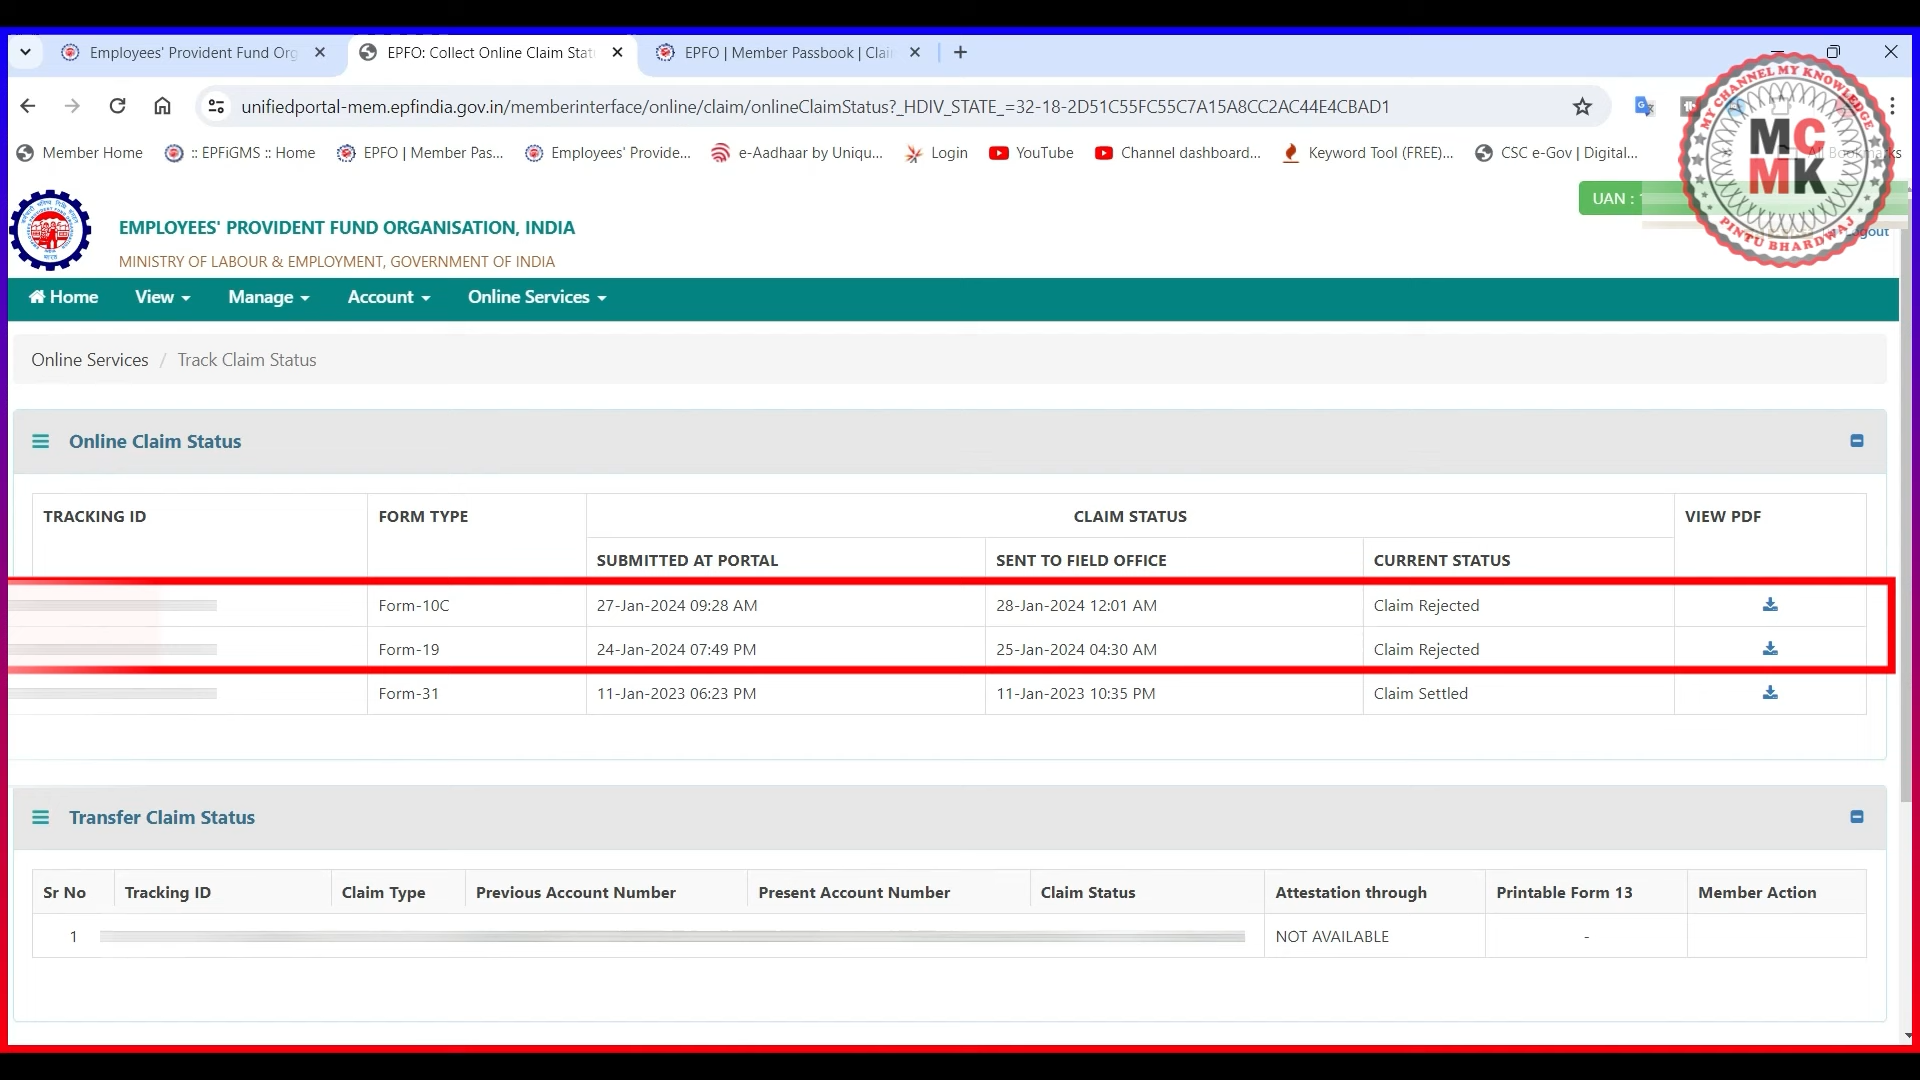 Employees' Provident Fund Org
EPFO: Collect Online Claim Stat
EPFO | Member Passbook | Clai
unifiedportal-mem.epfindia.gov.in/memberinterface/online/claim/onlineClaimStatus?_HDIV_STATE_=32-18-2D51C55FC55C7A15A8CC2AC44E4CBAD1
Member Home :: EPFiGMS :: Home EPFO | Member Pas... Employees' Provide... e-Aadhaar by Uniqu... Login YouTube Channel dashboard... Keyword Tool (FREE)... CSC e-Gov | Digital... All Bookmarks
MY CHANNEL MY KNOWLEDGE
MC
MK
PINTU BHARDWAJ
UAN : 1
Logout
EMPLOYEES' PROVIDENT FUND ORGANISATION, INDIA
MINISTRY OF LABOUR & EMPLOYMENT, GOVERNMENT OF INDIA
Home View Manage Account Online Services
Online Services / Track Claim Status
Online Claim Status
TRACKING ID FORM TYPE CLAIM STATUS VIEW PDF
SUBMITTED AT PORTAL SENT TO FIELD OFFICE CURRENT STATUS
Form-10C 27-Jan-2024 09:28 AM 28-Jan-2024 12:01 AM Claim Rejected
Form-19 24-Jan-2024 07:49 PM 25-Jan-2024 04:30 AM Claim Rejected
Form-31 11-Jan-2023 06:23 PM 11-Jan-2023 10:35 PM Claim Settled
Transfer Claim Status
Sr No Tracking ID Claim Type Previous Account Number Present Account Number Claim Status Attestation through Printable Form 13 Member Action
1 NOT AVAILABLE -